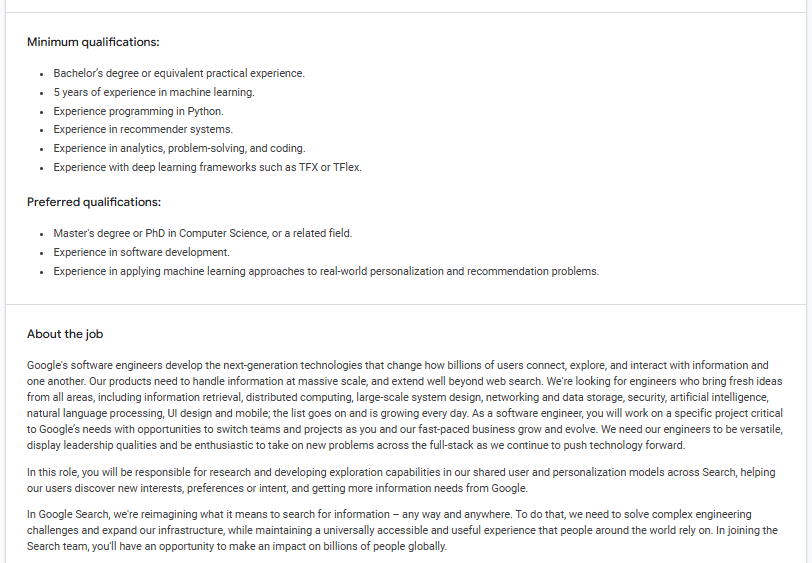 Minimum qualifications:
• Bachelor's degree or equivalent practical experience.
• 5 years of experience in machine learning.
• Experience programming in Python.
• Experience in recommender systems.
• Experience in analytics, problem-solving, and coding.
• Experience with deep learning frameworks such as TFX or TFlex.
Preferred qualifications:
• Master's degree or PhD in Computer Science, or a related field.
• Experience in software development.
• Experience in applying machine learning approaches to real-world personalization and recommendation problems.
About the job
Google's software engineers develop the next-generation technologies that change how billions of users connect, explore, and interact with information and
one another. Our products need to handle information at massive scale, and extend well beyond web search. We're looking for engineers who bring fresh ideas
from all areas, including information retrieval, distributed computing, large-scale system design, networking and data storage, security, artificial intelligence,
natural language processing, UI design and mobile; the list goes on and is growing every day. As a software engineer, you will work on a specific project critical
to Google's needs with opportunities to switch teams and projects as you and our fast-paced business grow and evolve. We need our engineers to be versatile,
display leadership qualities and be enthusiastic to take on new problems across the full-stack as we continue to push technology forward.
In this role, you will be responsible for research and developing exploration capabilities in our shared user and personalization models across Search, helping
our users discover new interests, preferences or intent, and getting more information needs from Google.
In Google Search, we're reimagining what it means to search for information – any way and anywhere. To do that, we need to solve complex engineering
challenges and expand our infrastructure, while maintaining a universally accessible and useful experience that people around the world rely on. In joining the
Search team, you'll have an opportunity to make an impact on billions of people globally.